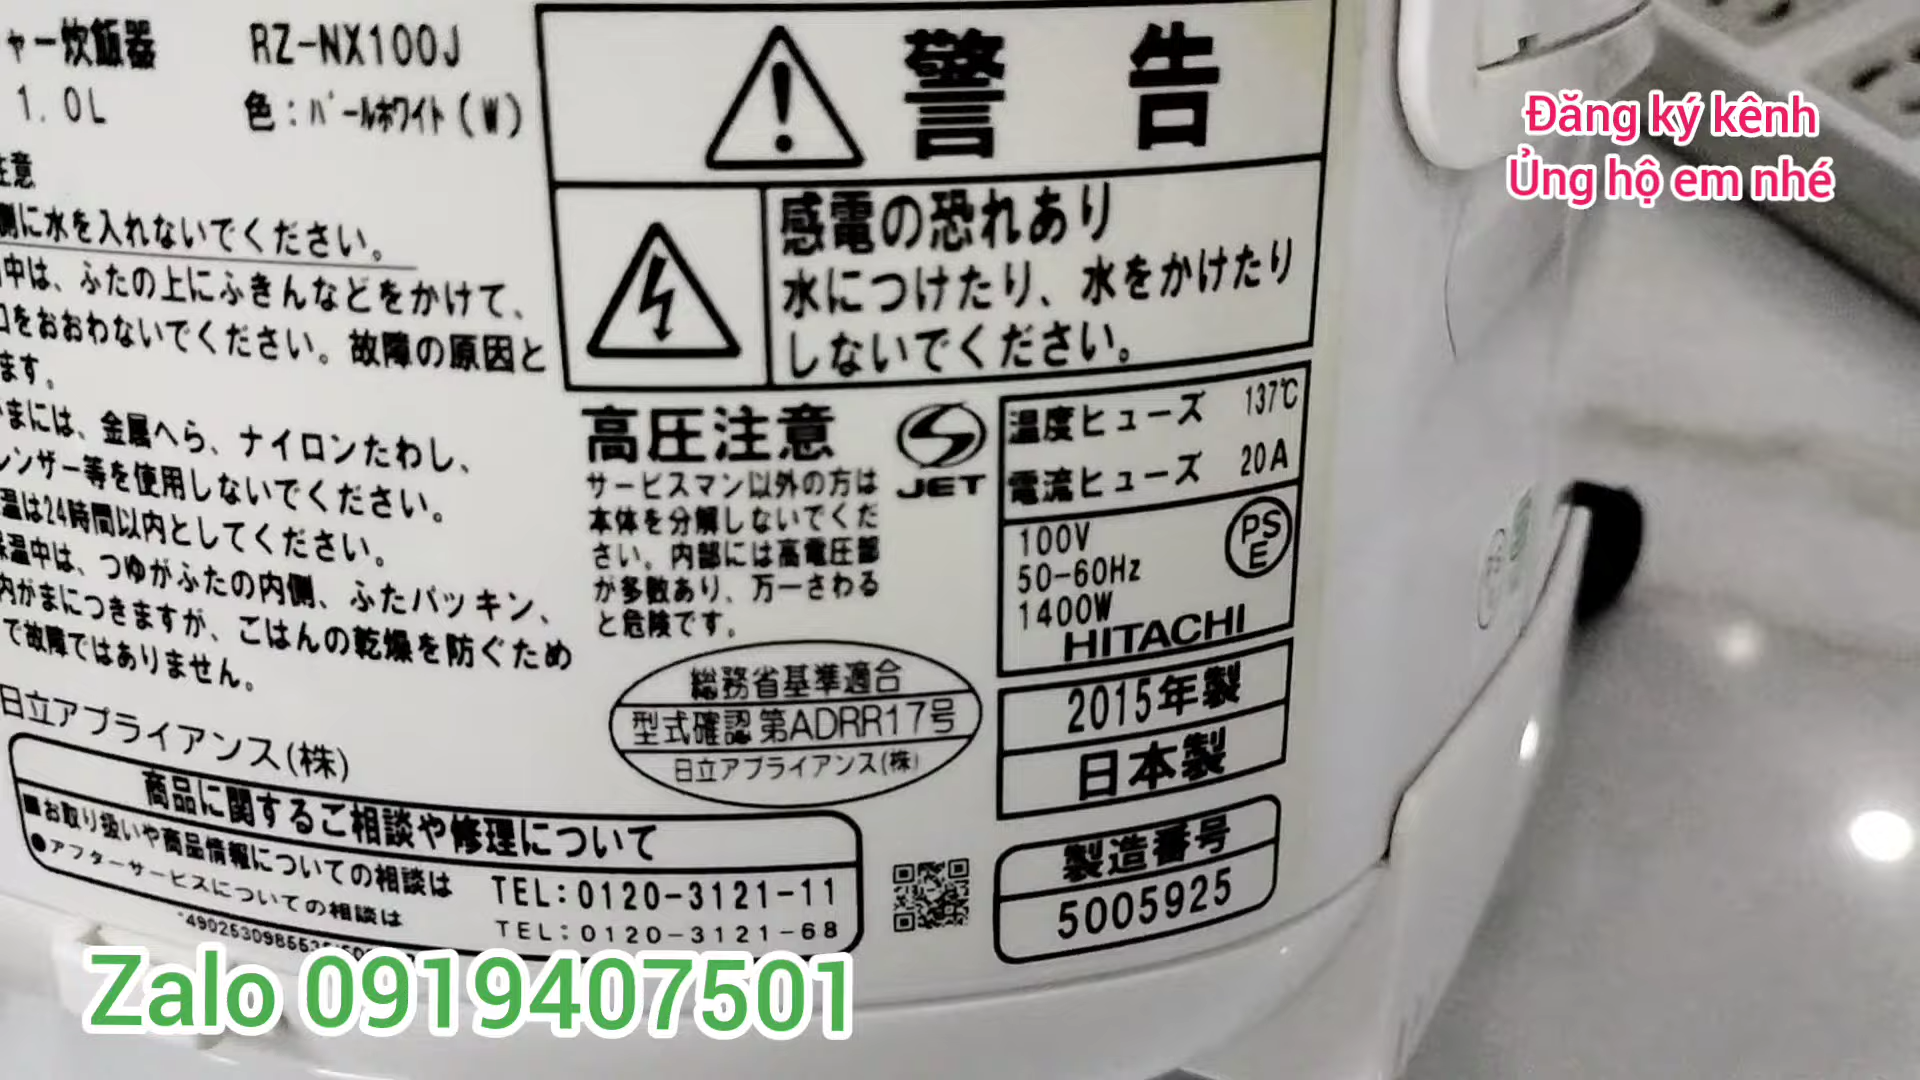 ャー炊飯器 RZ-NX100J
1.0L 色:パールホワイト(W)
注意
側に水を入れないでください。
中は、ふたの上にふきんなどをかけて、
口をおおわないでください。故障の原因と
ます。
まには、金属へら、ナイロンたわし、
レンザー等を使用しないでください。
温は24時間以内としてください。
保温中は、つゆがふたの内側、ふたパッキン、
内がまにつきますが、ごはんの乾燥を防ぐため
で故障ではありません。
日立アプライアンス(株)
警告
感電の恐れあり
水につけたり、水をかけたり
しないでください。
高圧注意
サービスマン以外の方は
本体を分解しないでくだ
さい。内部には高電圧部
が多数あり、万一さわる
と危険です。
JET
温度ヒューズ 137℃
電流ヒューズ 20A
100V
50-60Hz
1400W
PS
E
HITACHI
総務省基準適合
型式確認 第ADRR17号
日立アプライアンス(株)
2015年製
日本製
製造番号
5005925
商品に関するご相談や修理について
■お取り扱いや商品情報についての相談は TEL:0120-3121-11
●アフターサービスについての相談は TEL:0120-3121-68
Đăng ký kênh
Ủng hộ em nhé
Zalo 0919407501